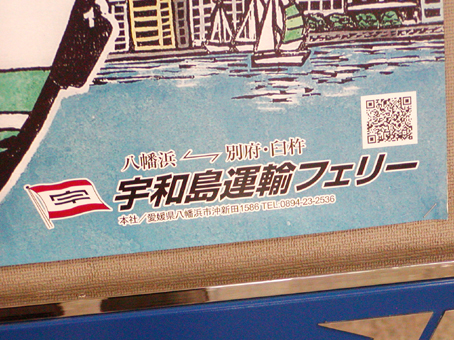 八幡浜 ⇌ 別府・臼杵
宇
宇和島運輸フェリー
本社／愛媛県八幡浜市沖新田1586 TEL.0894-23-2536